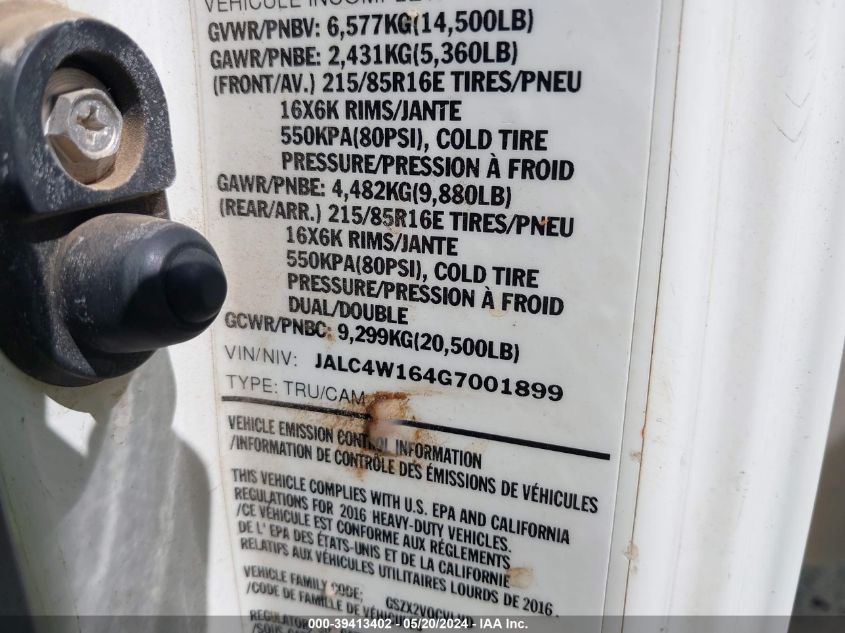 GVWR/PNBV: 6,577KG(14,500LB)
GAWR/PNBE: 2,431KG(5,360LB)
(FRONT/AV.) 215/85R16E TIRES/PNEU
16X6K RIMS/JANTE
550KPA(80PSI), COLD TIRE
PRESSURE/PRESSION À FROID
GAWR/PNBE: 4,482KG(9,880LB)
(REAR/ARR.) 215/85R16E TIRES/PNEU
16X6K RIMS/JANTE
550KPA(80PSI), COLD TIRE
PRESSURE/PRESSION À FROID
DUAL/DOUBLE
GCWR/PNBC: 9,299KG(20,500LB)
VIN/NIV: JALC4W164G7001899
TYPE: TRU/CAM
VEHICLE EMISSION CONTROL INFORMATION
/INFORMATION DE CONTRÔLE DES ÉMISSIONS DE VÉHICULES
THIS VEHICLE COMPLIES WITH U.S. EPA AND CALIFORNIA
REGULATIONS FOR 2016 HEAVY-DUTY VEHICLES.
/CE VÉHICULE EST CONFORME AUX RÉGLEMENTS
DE L' EPA DES ÉTATS-UNIS ET DE LA CALIFORNIE
RELATIFS AUX VÉHICULES UTILITAIRES LOURDS DE 2016.
VEHICLE FAMILY CODE:
/CODE DE FAMILLE DE
000-39413402 - 05/20/2024 - IAA Inc.